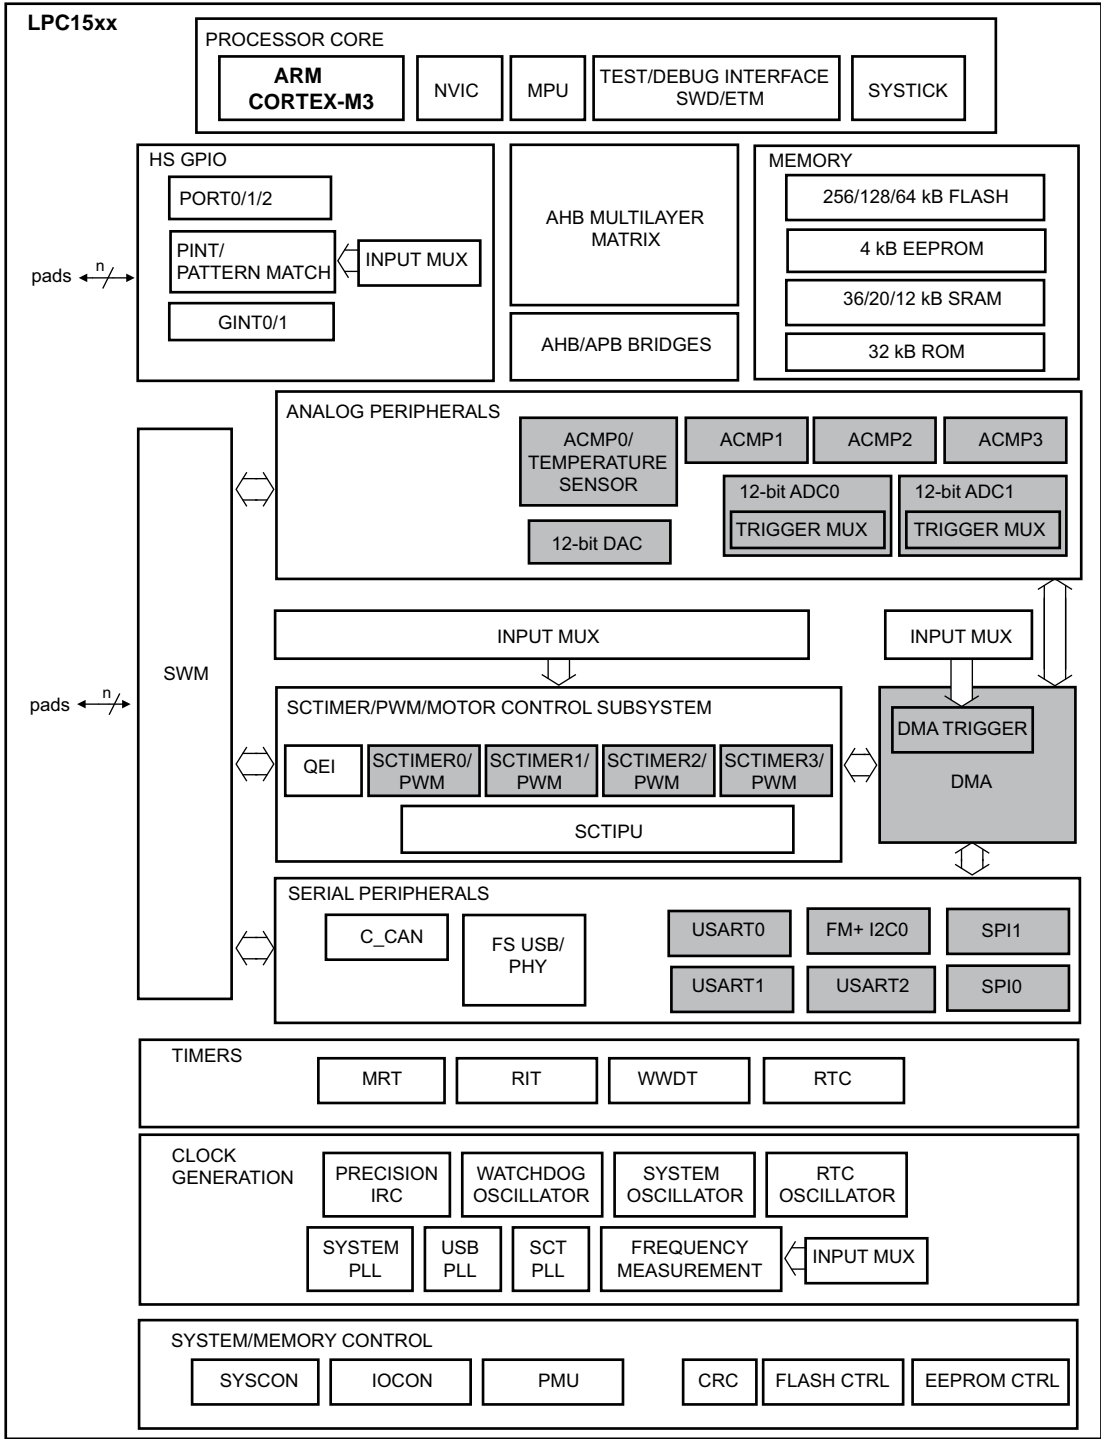 LPC15xx
PROCESSOR CORE
ARM
CORTEX-M3
NVIC
MPU
TEST/DEBUG INTERFACE
SWD/ETM
SYSTICK
HS GPIO
PORT0/1/2
PINT/
PATTERN MATCH
INPUT MUX
GINT0/1
pads
n
AHB MULTILAYER
MATRIX
AHB/APB BRIDGES
MEMORY
256/128/64 kB FLASH
4 kB EEPROM
36/20/12 kB SRAM
32 kB ROM
ANALOG PERIPHERALS
ACMP0/
TEMPERATURE
SENSOR
ACMP1
ACMP2
ACMP3
12-bit ADC0
TRIGGER MUX
12-bit ADC1
TRIGGER MUX
12-bit DAC
SWM
pads
n
INPUT MUX
INPUT MUX
SCTIMER/PWM/MOTOR CONTROL SUBSYSTEM
QEI
SCTIMER0/
PWM
SCTIMER1/
PWM
SCTIMER2/
PWM
SCTIMER3/
PWM
SCTIPU
DMA TRIGGER
DMA
SERIAL PERIPHERALS
C_CAN
FS USB/
PHY
USART0
FM+ I2C0
SPI1
USART1
USART2
SPI0
TIMERS
MRT
RIT
WWDT
RTC
CLOCK
GENERATION
PRECISION
IRC
WATCHDOG
OSCILLATOR
SYSTEM
OSCILLATOR
RTC
OSCILLATOR
SYSTEM
PLL
USB
PLL
SCT
PLL
FREQUENCY
MEASUREMENT
INPUT MUX
SYSTEM/MEMORY CONTROL
SYSCON
IOCON
PMU
CRC
FLASH CTRL
EEPROM CTRL